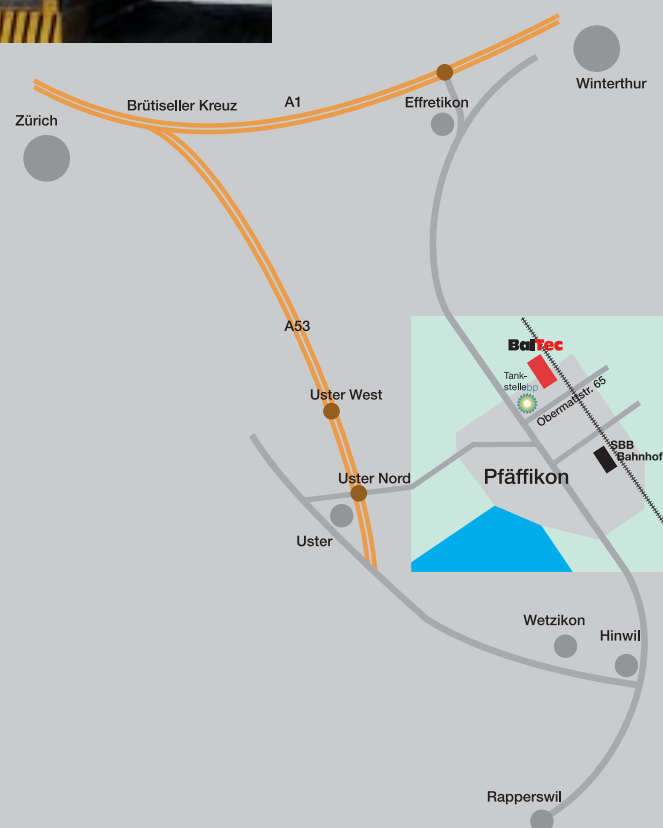 Winterthur
Effretikon
A1
Brütiseller Kreuz
Zürich
A53
BalTec
Tank-
stelle bp
Obermattstr. 65
Uster West
SBB
Bahnhof
Uster Nord
Pfäffikon
Uster
Wetzikon
Hinwil
Rapperswil